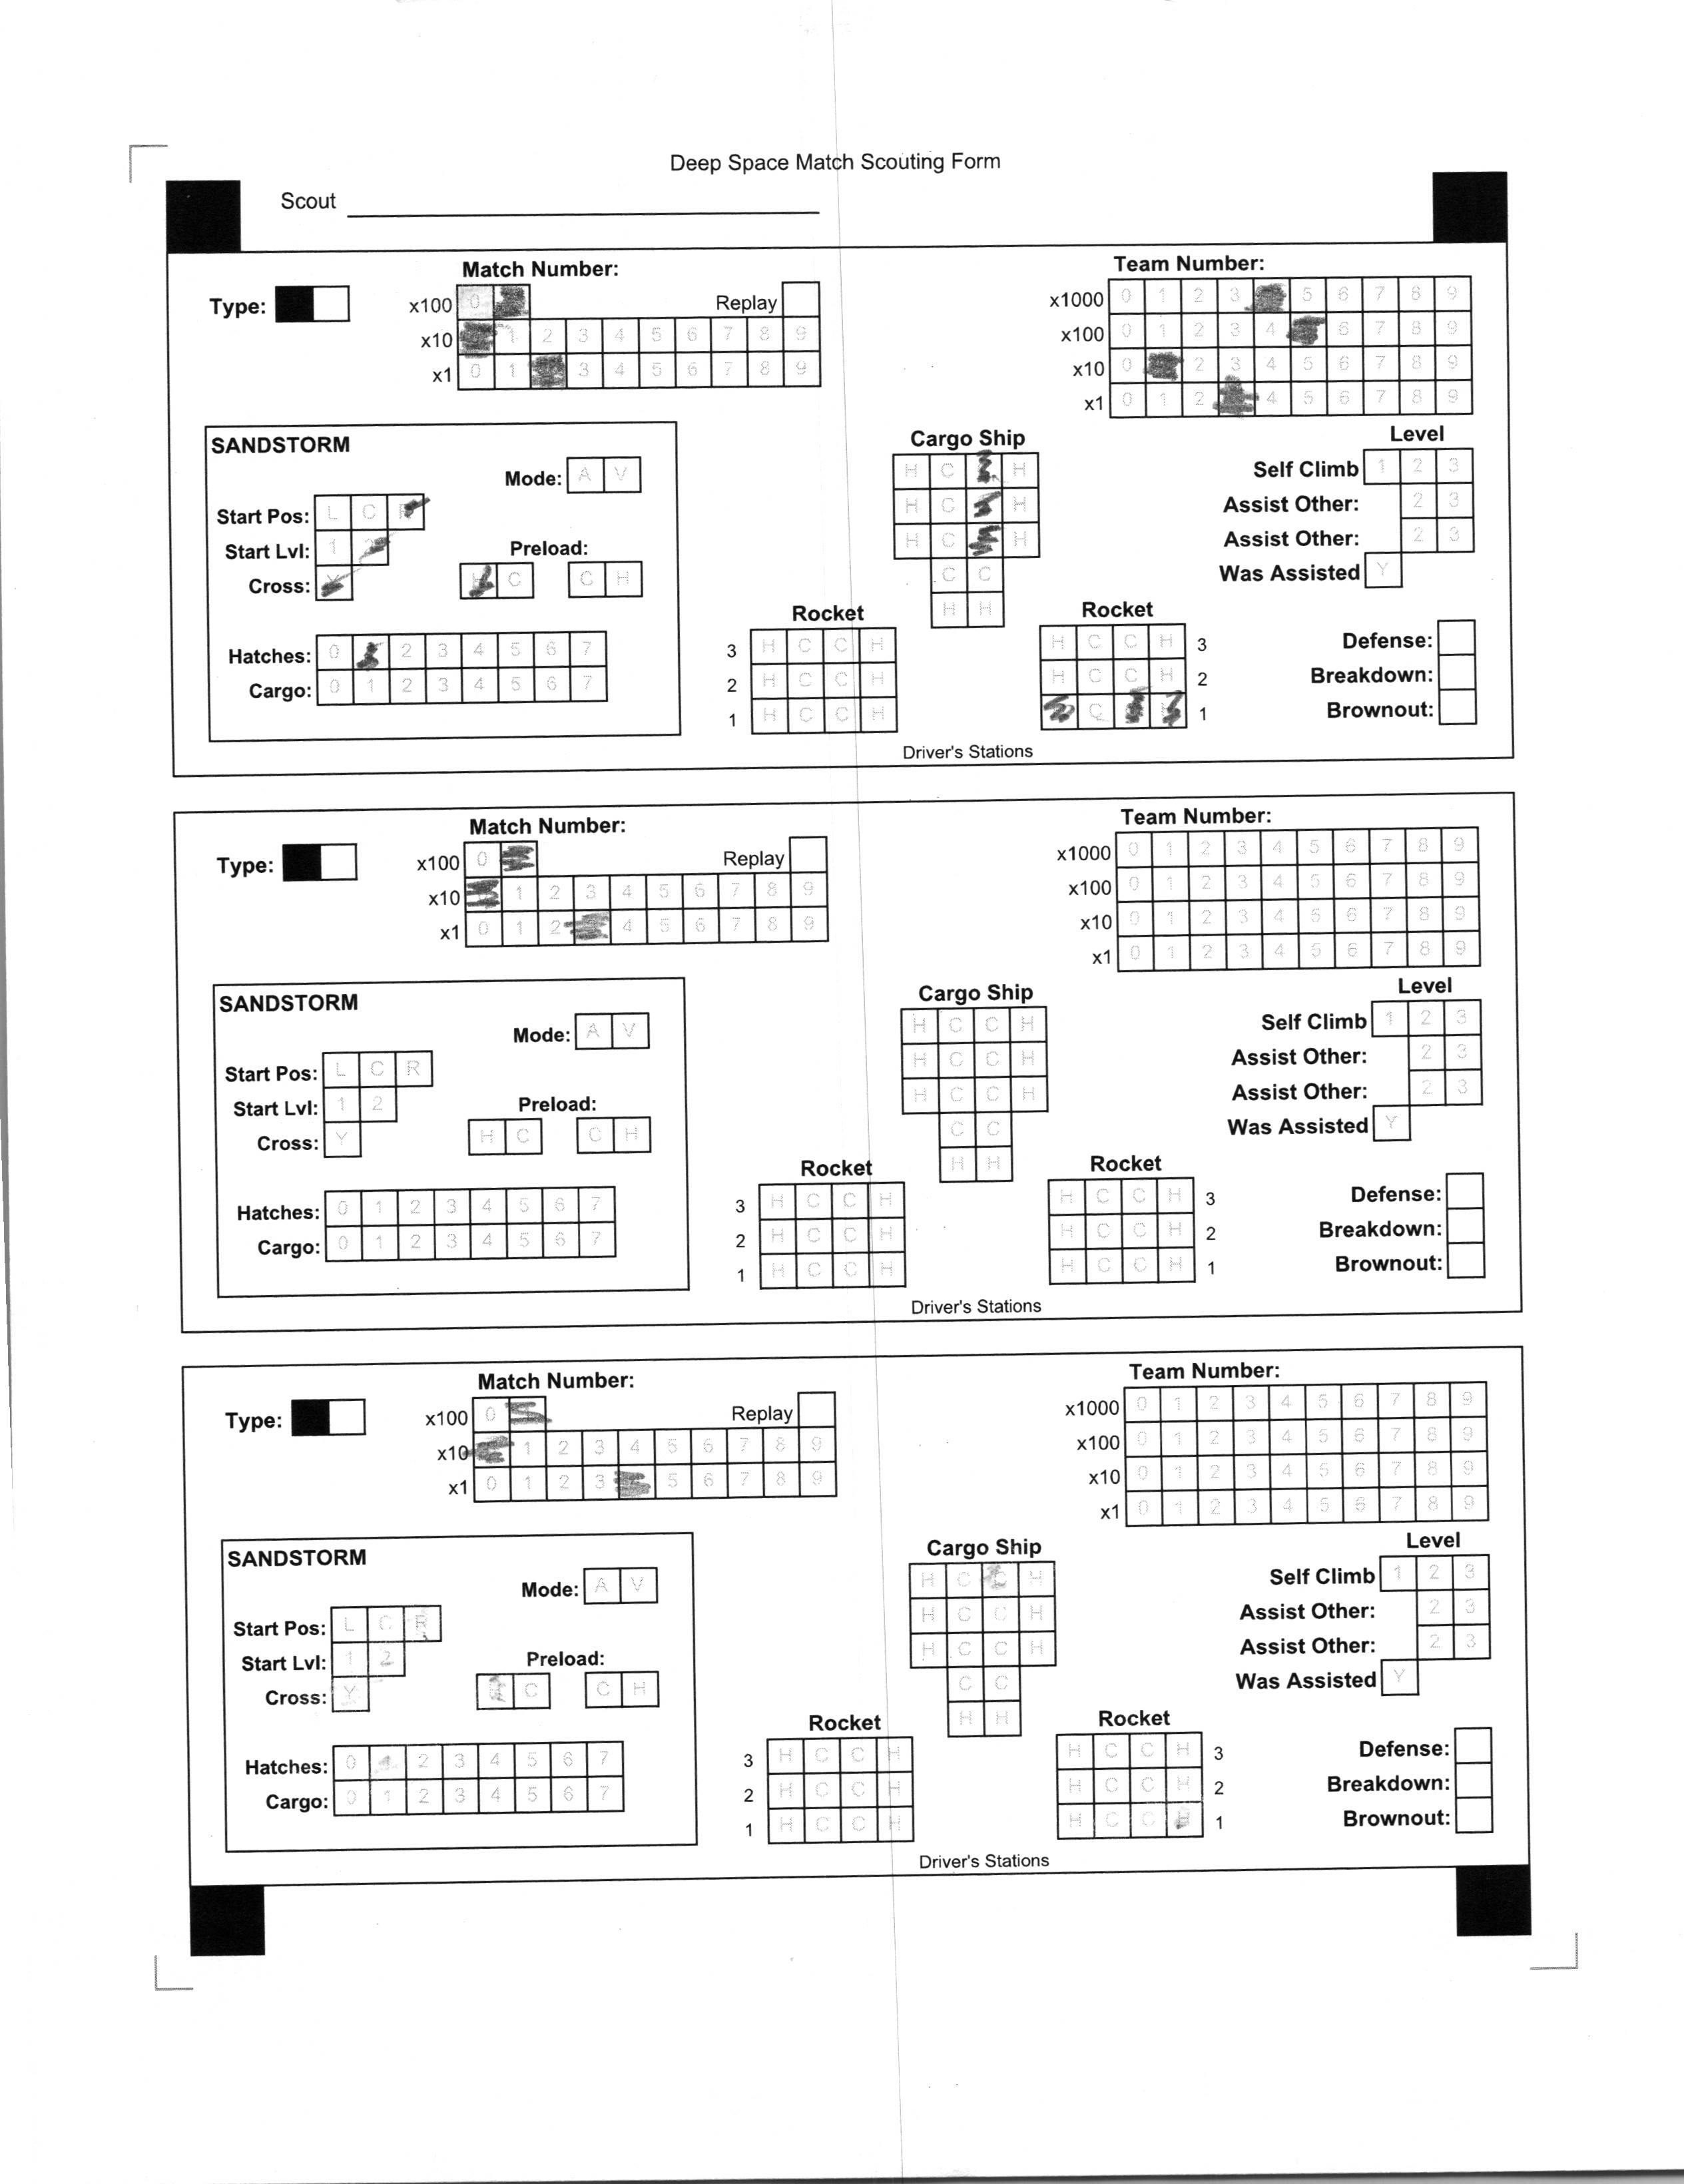 Deep Space Match Scouting Form
Scout
Match Number:
Team Number:
Type:
x100 0 Replay
x1000 0 1 2 3 5 6 7 8 9
x10 1 2 3 4 5 6 7 8 9
x100 0 1 2 3 4 6 7 8 9
x1 0 1 3 4 5 6 7 8 9
x10 0 2 3 4 5 6 7 8 9
x1 0 1 2 4 5 6 7 8 9
SANDSTORM
Mode: A V
Start Pos: L C R
Start Lvl: 1
Cross:
Preload:
C C H
Hatches: 0 2 3 4 5 6 7
Cargo: 0 1 2 3 4 5 6 7
Cargo Ship
H C H
H C H
H C H
C C
H H
Level
Self Climb 1 2 3
Assist Other: 2 3
Assist Other: 2 3
Was Assisted Y
Rocket
3 H C C H
2 H C C H
1 H C C H
Rocket
H C C H 3
H C C H 2
C 1
Defense:
Breakdown:
Brownout:
Driver's Stations
Match Number:
Team Number:
Type:
x100 0 Replay
x1000 0 1 2 3 4 5 6 7 8 9
x10 1 2 3 4 5 6 7 8 9
x100 0 1 2 3 4 5 6 7 8 9
x1 0 1 2 4 5 6 7 8 9
x10 0 1 2 3 4 5 6 7 8 9
x1 0 1 2 3 4 5 6 7 8 9
SANDSTORM
Mode: A V
Start Pos: L C R
Start Lvl: 1 2
Cross: Y
Preload:
H C C H
Hatches: 0 1 2 3 4 5 6 7
Cargo: 0 1 2 3 4 5 6 7
Cargo Ship
H C C H
H C C H
H C C H
C C
H H
Level
Self Climb 1 2 3
Assist Other: 2 3
Assist Other: 2 3
Was Assisted Y
Rocket
3 H C C H
2 H C C H
1 H C C H
Rocket
H C C H 3
H C C H 2
H C C H 1
Defense:
Breakdown:
Brownout:
Driver's Stations
Match Number:
Team Number:
Type:
x100 0 Replay
x1000 0 1 2 3 4 5 6 7 8 9
x10 1 2 3 4 5 6 7 8 9
x100 0 1 2 3 4 5 6 7 8 9
x1 0 1 2 3 5 6 7 8 9
x10 0 1 2 3 4 5 6 7 8 9
x1 0 1 2 3 4 5 6 7 8 9
SANDSTORM
Mode: A V
Start Pos: L C R
Start Lvl: 1 2
Cross: Y
Preload:
H C C H
Hatches: 0 1 2 3 4 5 6 7
Cargo: 0 1 2 3 4 5 6 7
Cargo Ship
H C C H
H C C H
H C C H
C C
H H
Level
Self Climb 1 2 3
Assist Other: 2 3
Assist Other: 2 3
Was Assisted Y
Rocket
3 H C C H
2 H C C H
1 H C C H
Rocket
H C C H 3
H C C H 2
H C C H 1
Defense:
Breakdown:
Brownout:
Driver's Stations